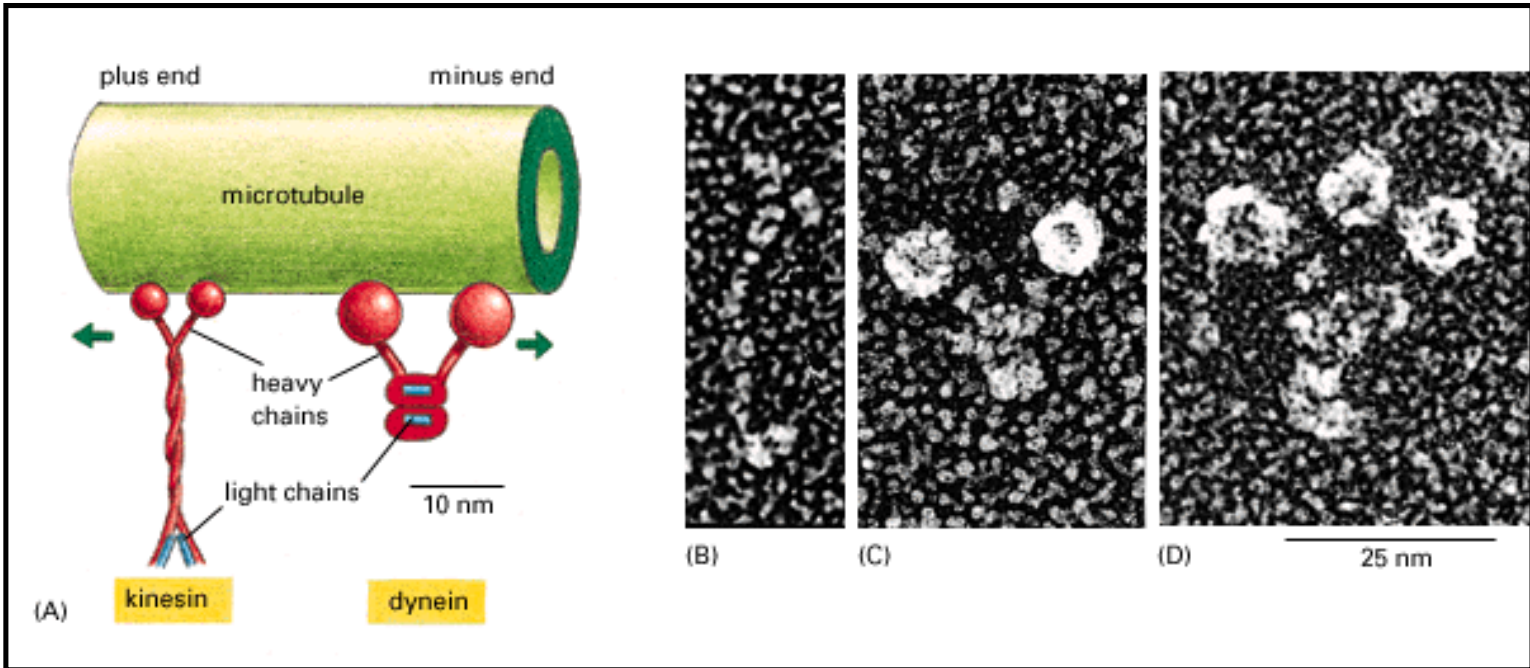 plus end
minus end
microtubule
heavy
chains
light chains
10 nm
kinesin
dynein
(A)
(B)
(C)
(D)
25 nm